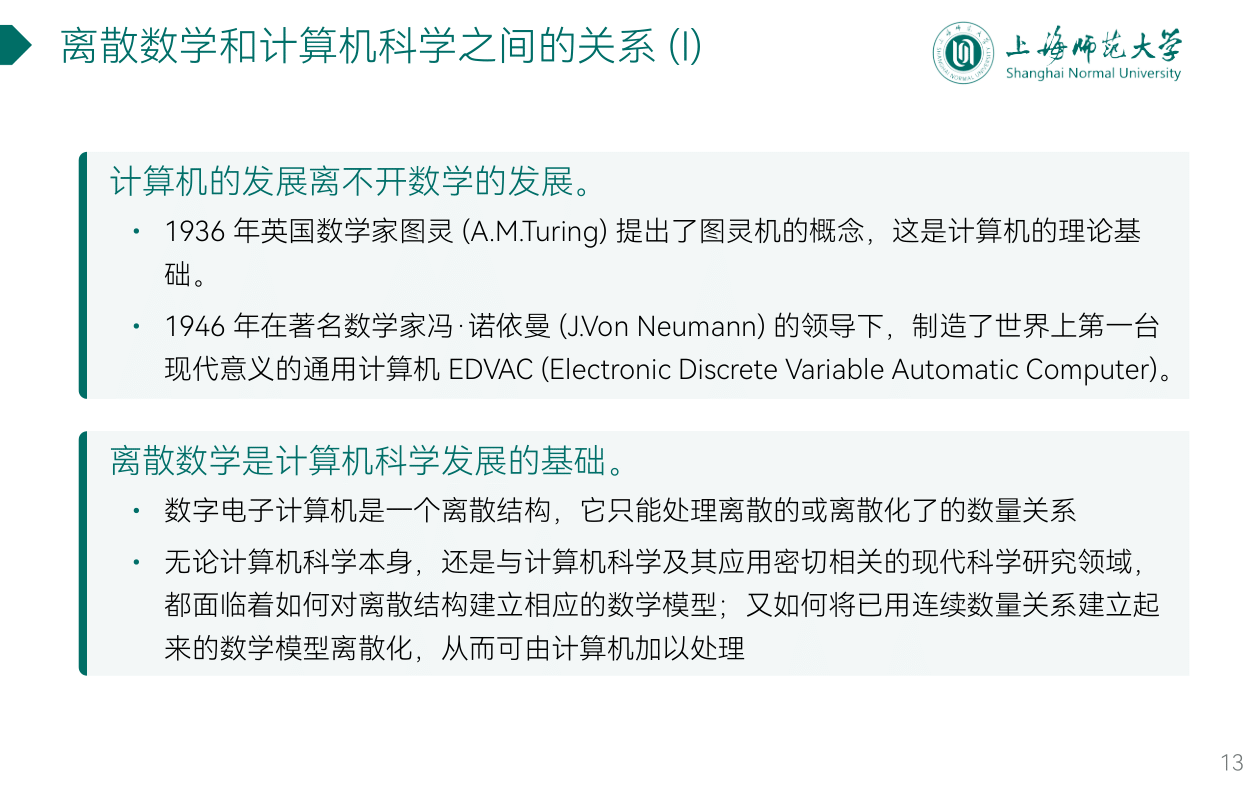 离散数学和计算机科学之间的关系 (I)
上海师范大学
Shanghai Normal University
计算机的发展离不开数学的发展。
• 1936 年英国数学家图灵 (A.M.Turing) 提出了图灵机的概念，这是计算机的理论基
础。
• 1946 年在著名数学家冯·诺依曼 (J.Von Neumann) 的领导下，制造了世界上第一台
现代意义的通用计算机 EDVAC (Electronic Discrete Variable Automatic Computer)。
离散数学是计算机科学发展的基础。
• 数字电子计算机是一个离散结构，它只能处理离散的或离散化了的数量关系
• 无论计算机科学本身，还是与计算机科学及其应用密切相关的现代科学研究领域，
都面临着如何对离散结构建立相应的数学模型；又如何将已用连续数量关系建立起
来的数学模型离散化，从而可由计算机加以处理
13